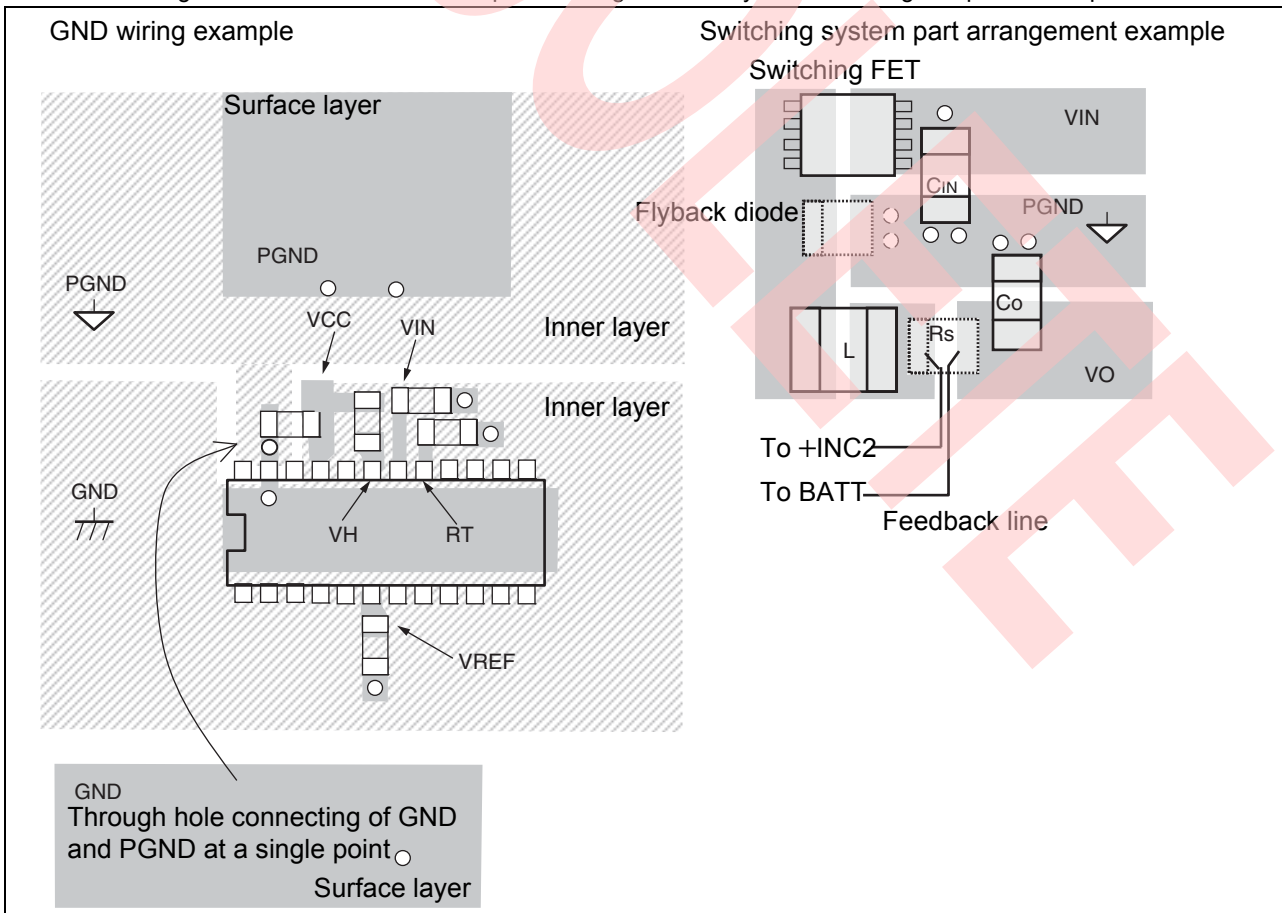 GND wiring example
Surface layer
PGND
PGND
VCC
VIN
Inner layer
Inner layer
GND
VH
RT
VREF
GND
Through hole connecting of GND
and PGND at a single point
Surface layer
Switching system part arrangement example
Switching FET
VIN
CIN
Flyback diode
PGND
Co
L
Rs
VO
To +INC2
To BATT
Feedback line